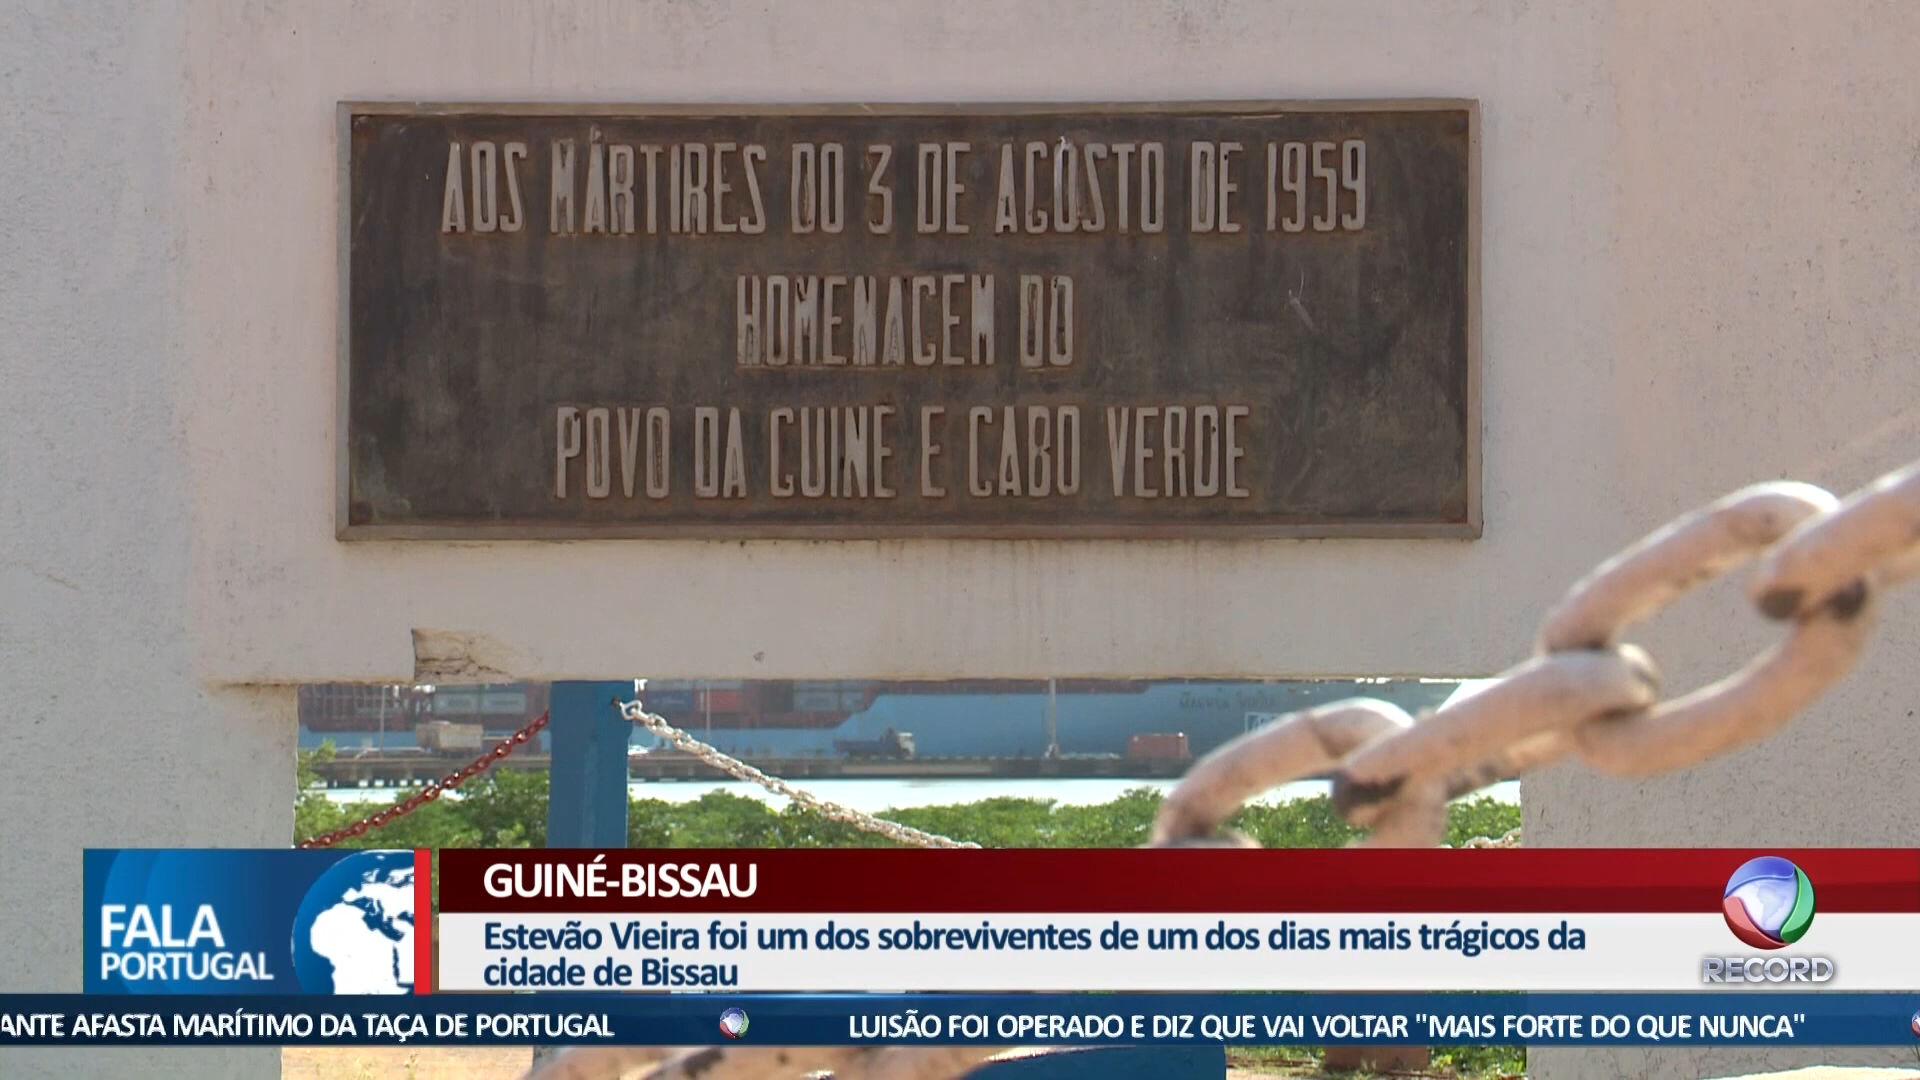 AOS MÁRTIRES DO 3 DE AGOSTO DE 1959
HOMENAGEM DO
POVO DA GUINÉ E CABO VERDE
GUINÉ-BISSAU
FALA
PORTUGAL
Estevão Vieira foi um dos sobreviventes de um dos dias mais trágicos da
cidade de Bissau
RECORD
ANTE AFASTA MARÍTIMO DA TAÇA DE PORTUGAL
LUISÃO FOI OPERADO E DIZ QUE VAI VOLTAR "MAIS FORTE DO QUE NUNCA"